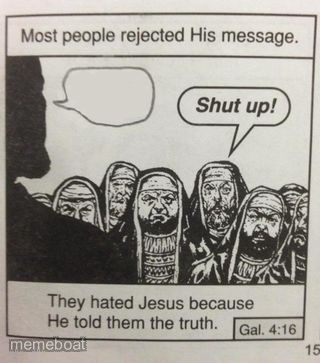 Most people rejected His message.
Shut up!
They hated Jesus because
He told them the truth.
Gal. 4:16
memeboat
15